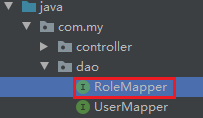 java
com.my
controller
dao
RoleMapper
UserMapper